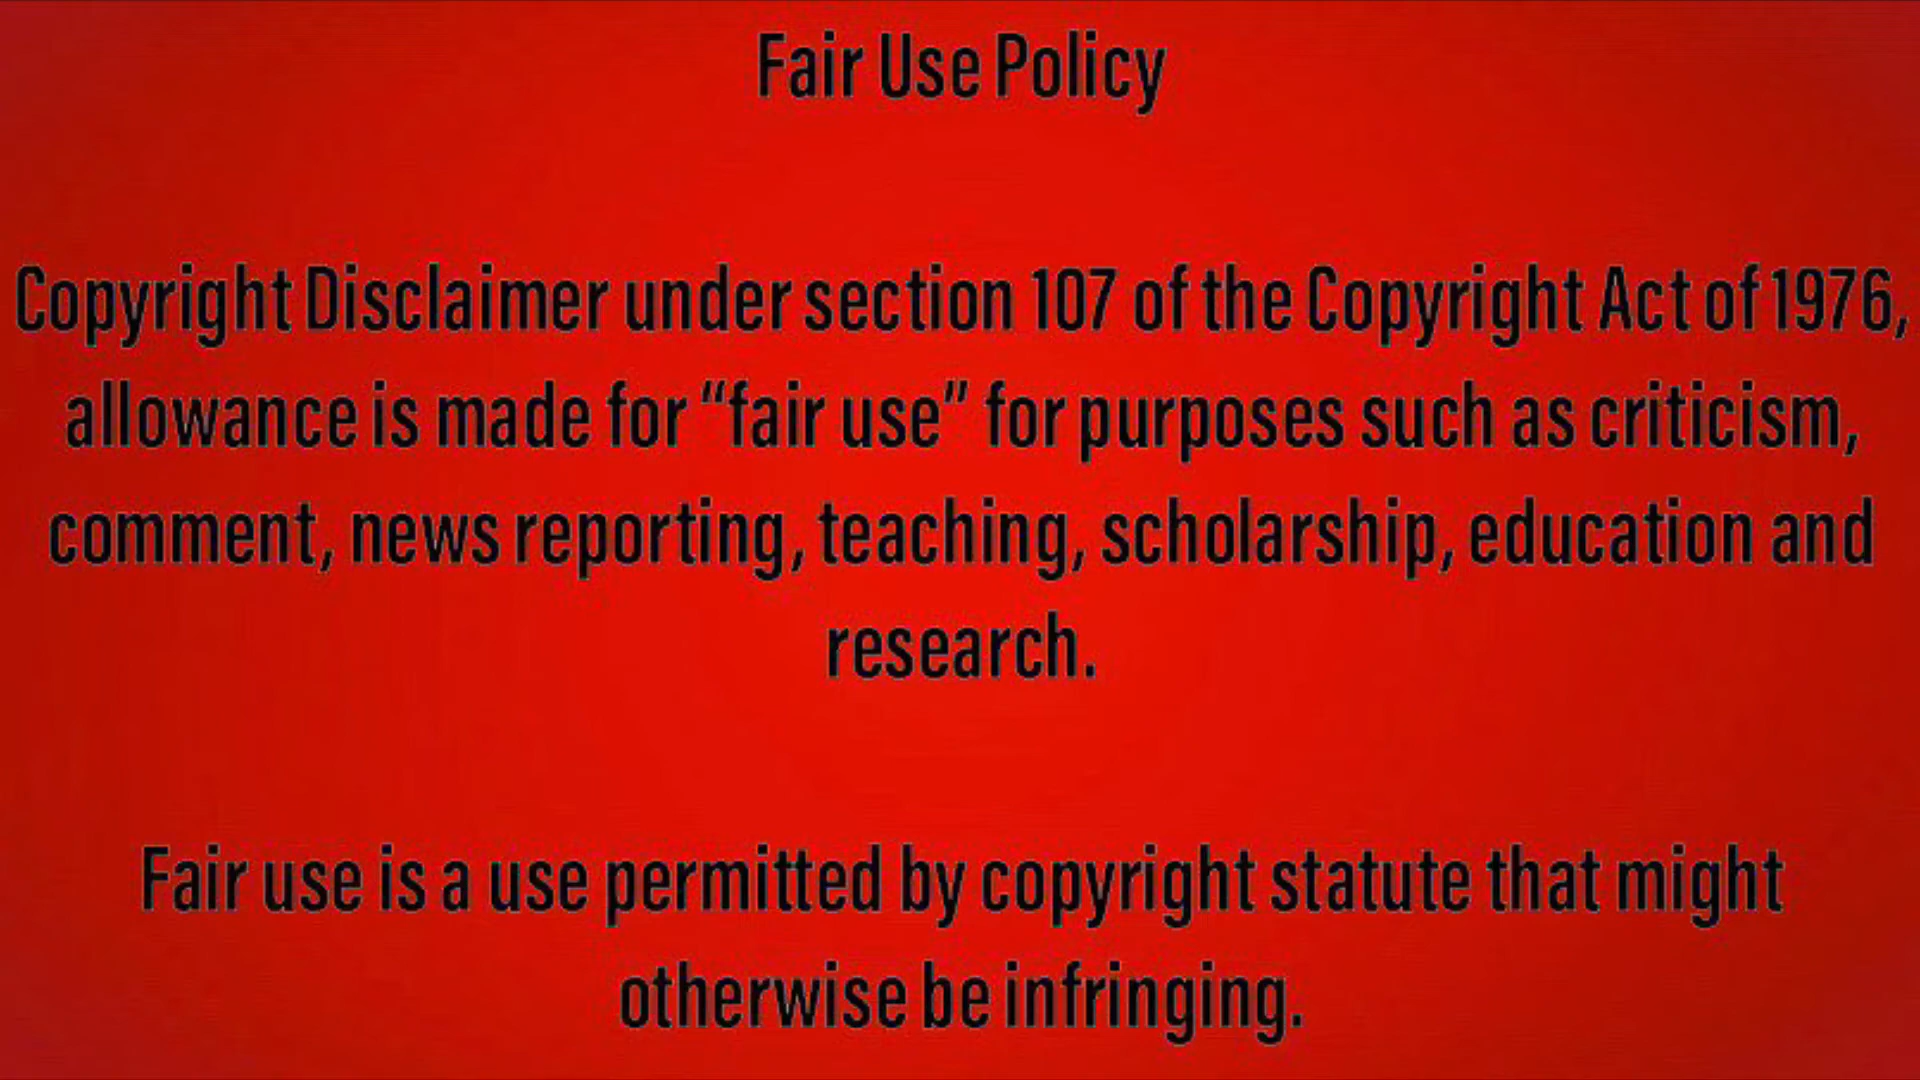 Fair Use Policy
Copyright Disclaimer under section 107 of the Copyright Act of 1976,
allowance is made for “fair use” for purposes such as criticism,
comment, news reporting, teaching, scholarship, education and
research.
Fair use is a use permitted by copyright statute that might
otherwise be infringing.